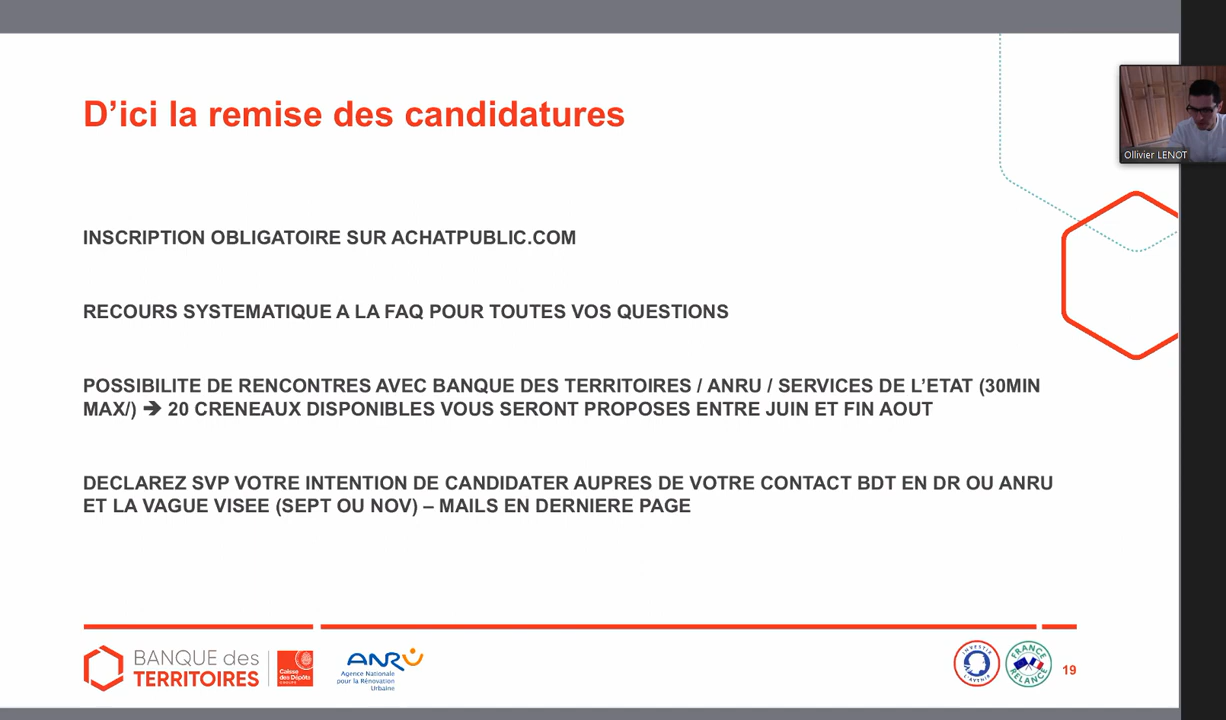 D’ici la remise des candidatures
Ollivier LENOT
INSCRIPTION OBLIGATOIRE SUR ACHATPUBLIC.COM
RECOURS SYSTEMATIQUE A LA FAQ POUR TOUTES VOS QUESTIONS
POSSIBILITE DE RENCONTRES AVEC BANQUE DES TERRITOIRES / ANRU / SERVICES DE L’ETAT (30MIN
MAX/) ➔ 20 CRENEAUX DISPONIBLES VOUS SERONT PROPOSES ENTRE JUIN ET FIN AOUT
DECLAREZ SVP VOTRE INTENTION DE CANDIDATER AUPRES DE VOTRE CONTACT BDT EN DR OU ANRU
ET LA VAGUE VISEE (SEPT OU NOV) – MAILS EN DERNIERE PAGE
BANQUE des
TERRITOIRES
Caisse
des Dépôts
GROUPE
ANRU
Agence Nationale
pour la Rénovation
Urbaine
INVESTIR
L'AVENIR
FRANCE
RELANCE
19